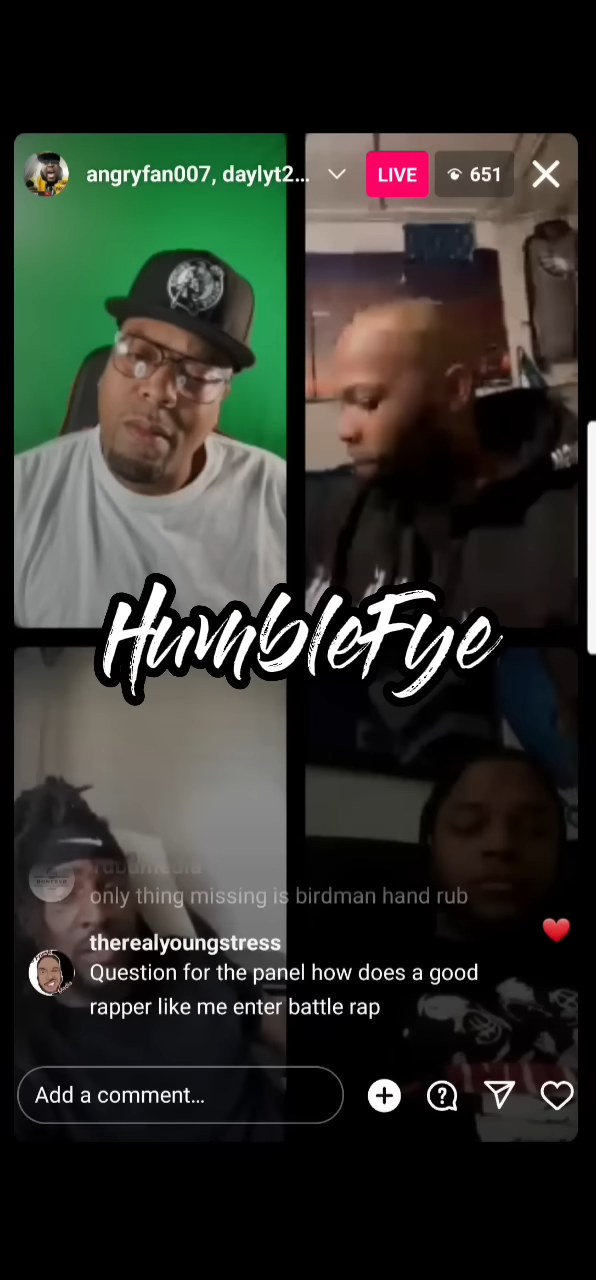 angryfan007, daylyt2...
LIVE
651
HumbleFye
only thing missing is birdman hand rub
therealyoungstress
Question for the panel how does a good
rapper like me enter battle rap
Add a comment...